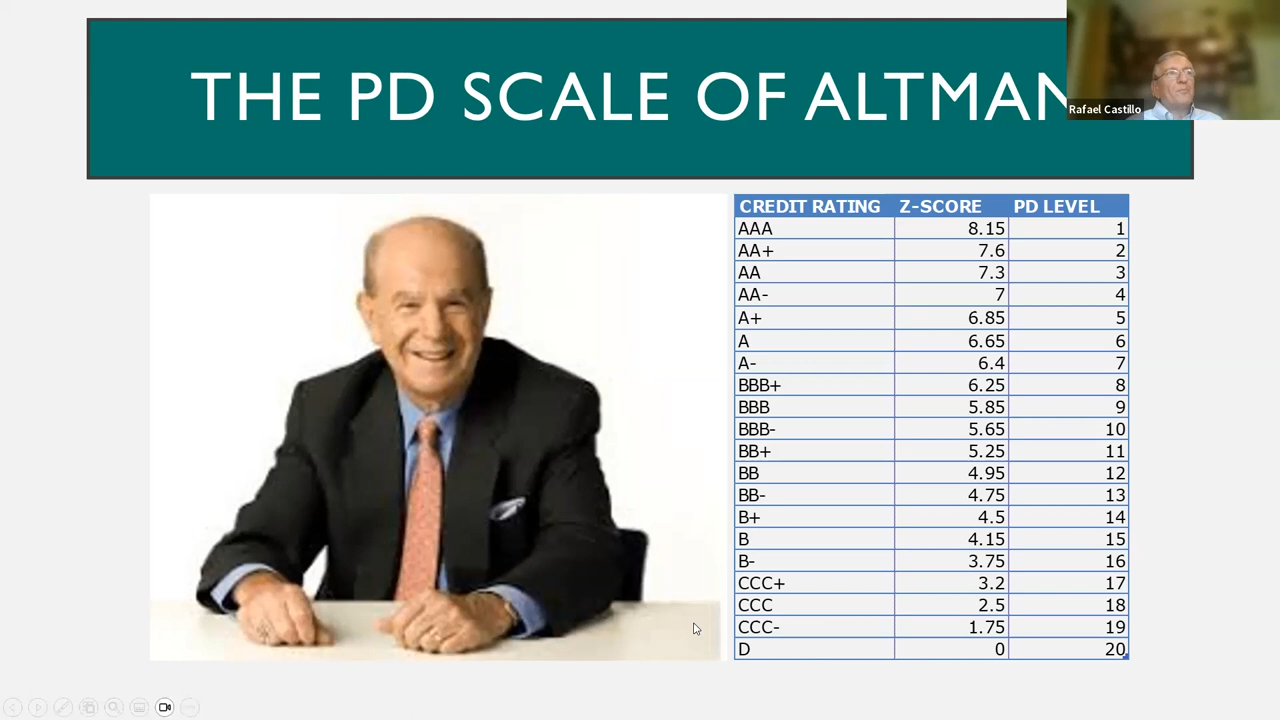 THE PD SCALE OF ALTMAN
Rafael Castillo
CREDIT RATING Z-SCORE PD LEVEL
AAA 8.15 1
AA+ 7.6 2
AA 7.3 3
AA- 7 4
A+ 6.85 5
A 6.65 6
A- 6.4 7
BBB+ 6.25 8
BBB 5.85 9
BBB- 5.65 10
BB+ 5.25 11
BB 4.95 12
BB- 4.75 13
B+ 4.5 14
B 4.15 15
B- 3.75 16
CCC+ 3.2 17
CCC 2.5 18
CCC- 1.75 19
D 0 20